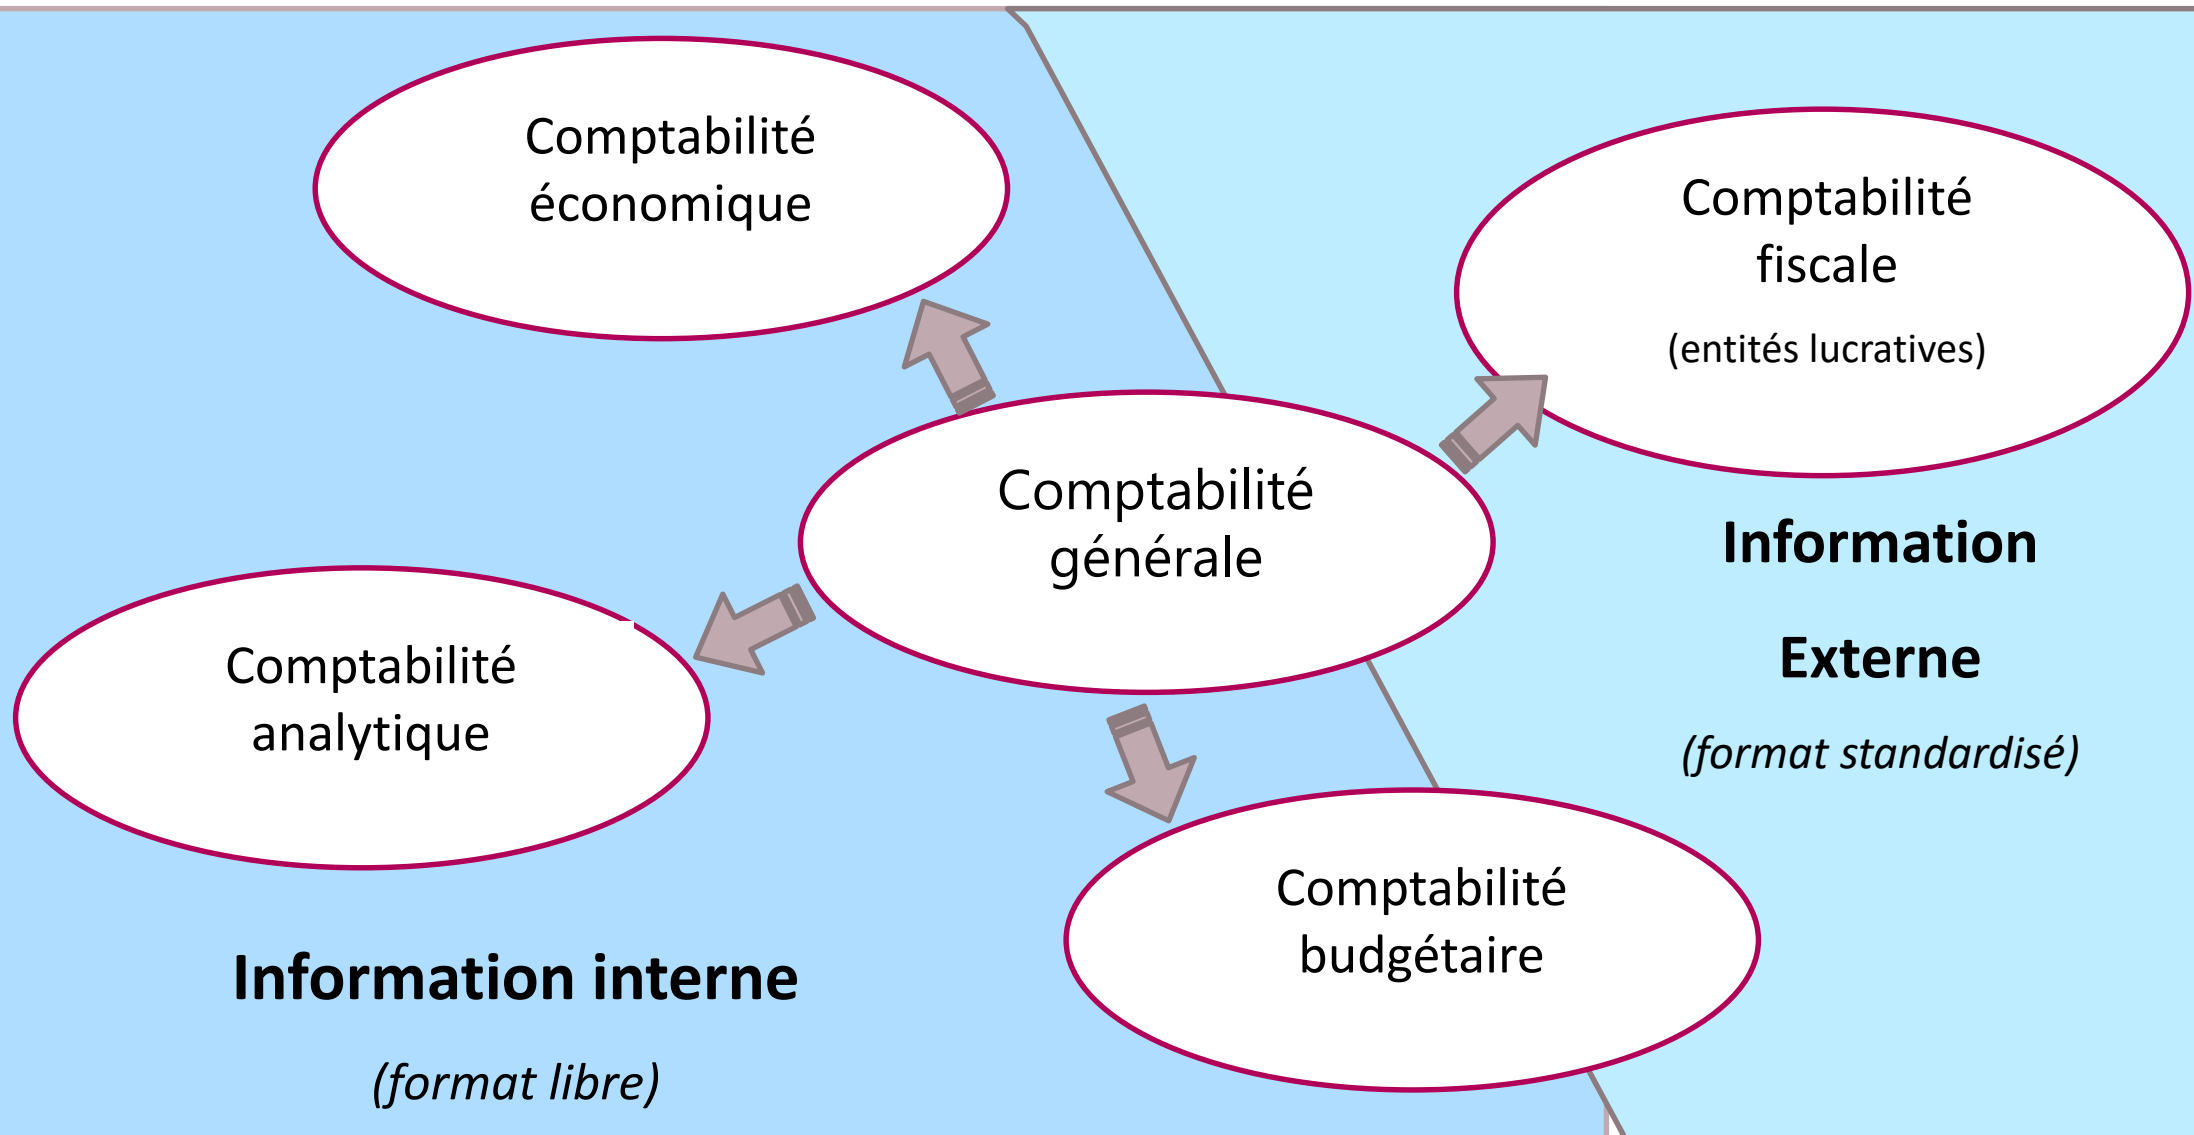 Comptabilité
économique
Comptabilité
fiscale
(entités lucratives)
Comptabilité
générale
Information
Externe
(format standardisé)
Comptabilité
analytique
Comptabilité
budgétaire
Information interne
(format libre)